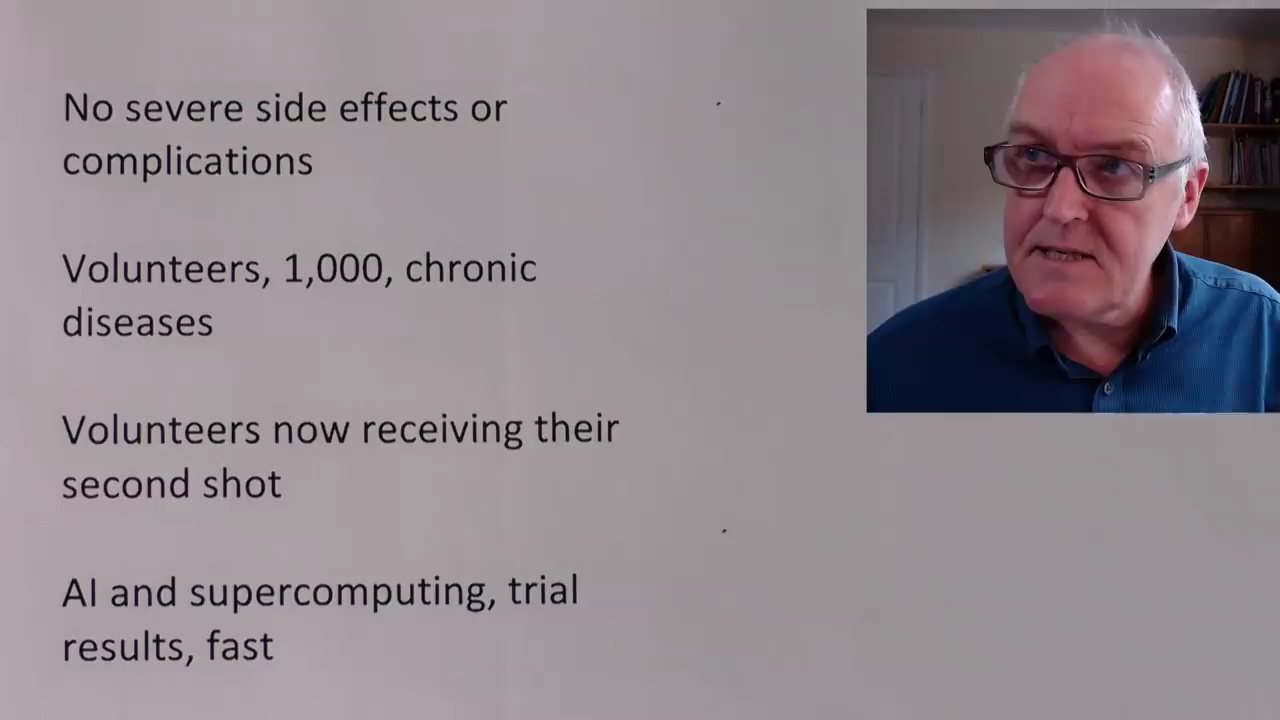 No severe side effects or
complications
Volunteers, 1,000, chronic
diseases
Volunteers now receiving their
second shot
AI and supercomputing, trial
results, fast